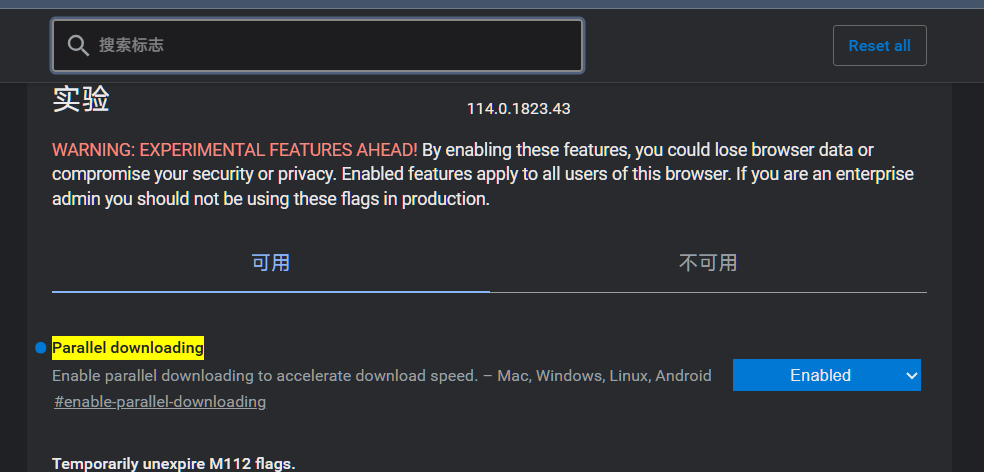 搜索标志
Reset all
实验
114.0.1823.43
WARNING: EXPERIMENTAL FEATURES AHEAD! By enabling these features, you could lose browser data or
compromise your security or privacy. Enabled features apply to all users of this browser. If you are an enterprise
admin you should not be using these flags in production.
可用
不可用
Parallel downloading
Enable parallel downloading to accelerate download speed. – Mac, Windows, Linux, Android
Enabled
#enable-parallel-downloading
Temporarily unexpire M112 flags.